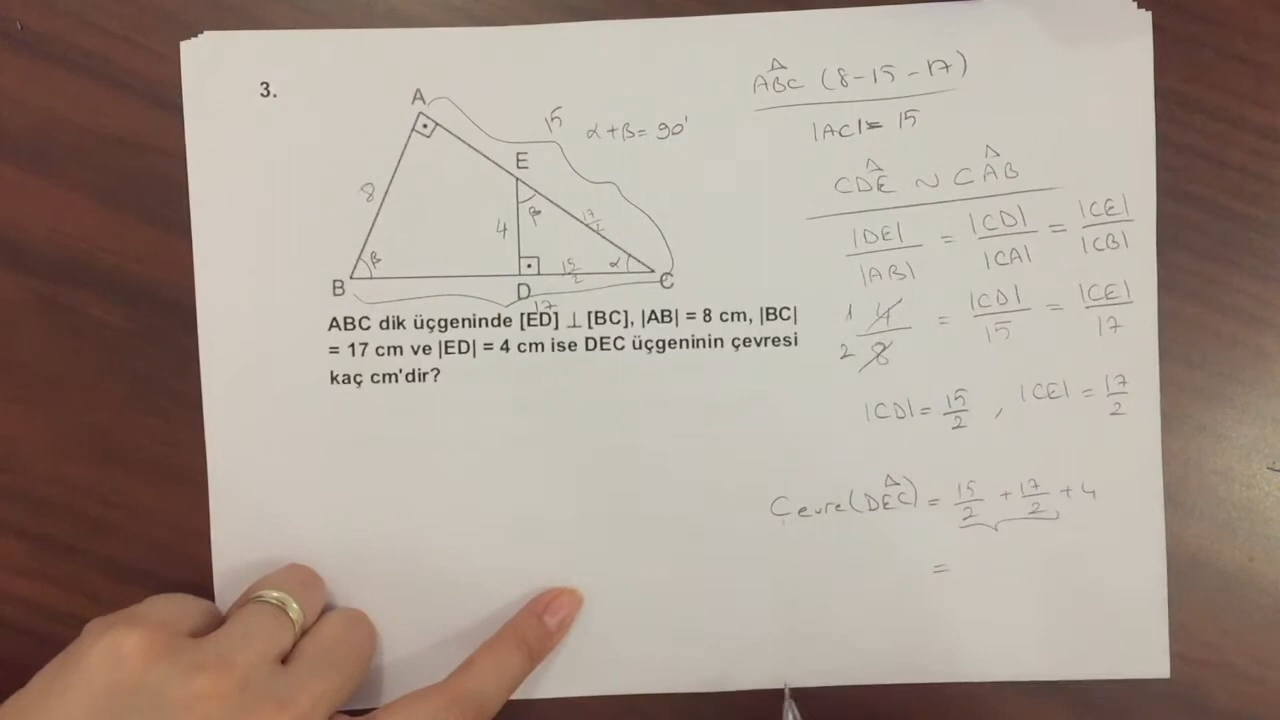 3.
A
15
α+β=90°
E
8
4
β
17/2
β
15/2
α
B
D
C
17
ABC dik üçgeninde [ED] ⊥ [BC], |AB| = 8 cm, |BC|
= 17 cm ve |ED| = 4 cm ise DEC üçgeninin çevresi
kaç cm'dir?
ABC (8-15-17)
|AC|= 15
CDE ~ CAB
|DE|/|AB| = |CD|/|CA| = |CE|/|CB|
1 4/2 8 = |CD|/15 = |CE|/17
|CD|= 15/2 , |CE| = 17/2
Çevre(DEC) = 15/2 + 17/2 + 4
=